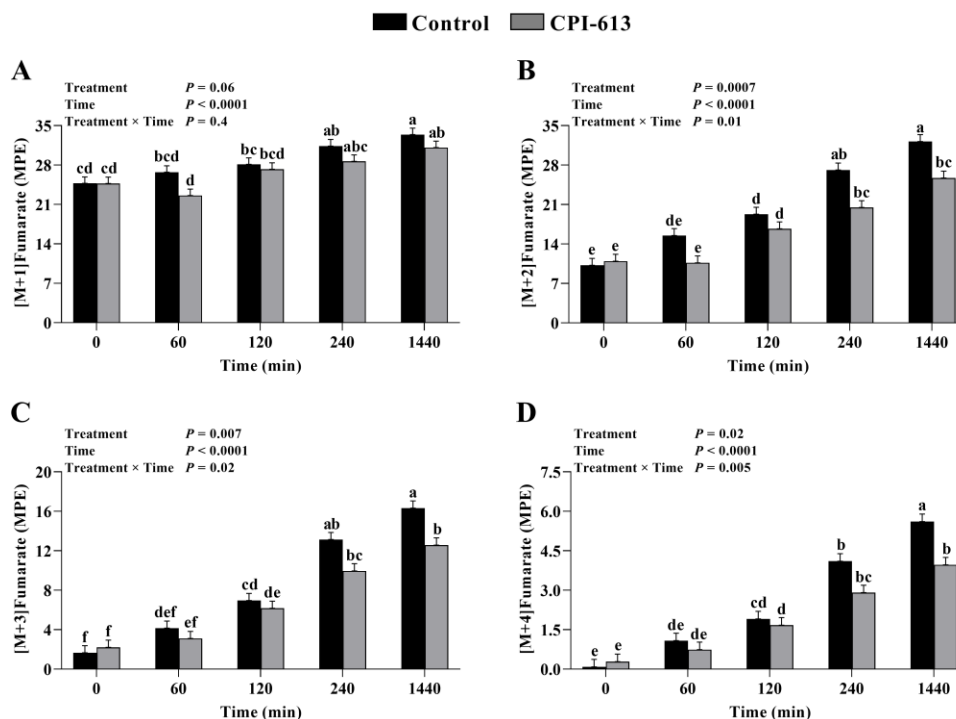 Control CPI-613
A
Treatment P = 0.06
Time P < 0.0001
Treatment × Time P = 0.4
[M+1]Fumarate (MPE)
35
28
21
14
7
0
cd cd bcd d bc bcd ab abc a ab
0 60 120 240 1440
Time (min)
B
Treatment P = 0.0007
Time P < 0.0001
Treatment × Time P = 0.01
[M+2]Fumarate (MPE)
35
28
21
14
7
0
e e de e d d ab bc a bc
0 60 120 240 1440
Time (min)
C
Treatment P = 0.007
Time P < 0.0001
Treatment × Time P = 0.02
[M+3]Fumarate (MPE)
20
16
12
8
4
0
f f def ef cd de ab bc a b
0 60 120 240 1440
Time (min)
D
Treatment P = 0.02
Time P < 0.0001
Treatment × Time P = 0.005
[M+4]Fumarate (MPE)
7.5
6.0
4.5
3.0
1.5
0.0
e e de de cd d b bc a b
0 60 120 240 1440
Time (min)